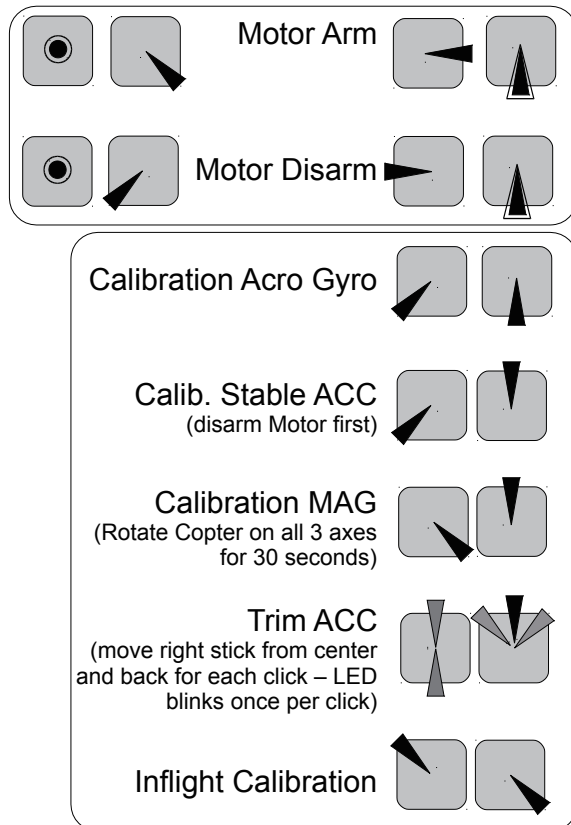 Motor Arm
Motor Disarm
Calibration Acro Gyro
Calib. Stable ACC
(disarm Motor first)
Calibration MAG
(Rotate Copter on all 3 axes
for 30 seconds)
Trim ACC
(move right stick from center
and back for each click – LED
blinks once per click)
Inflight Calibration